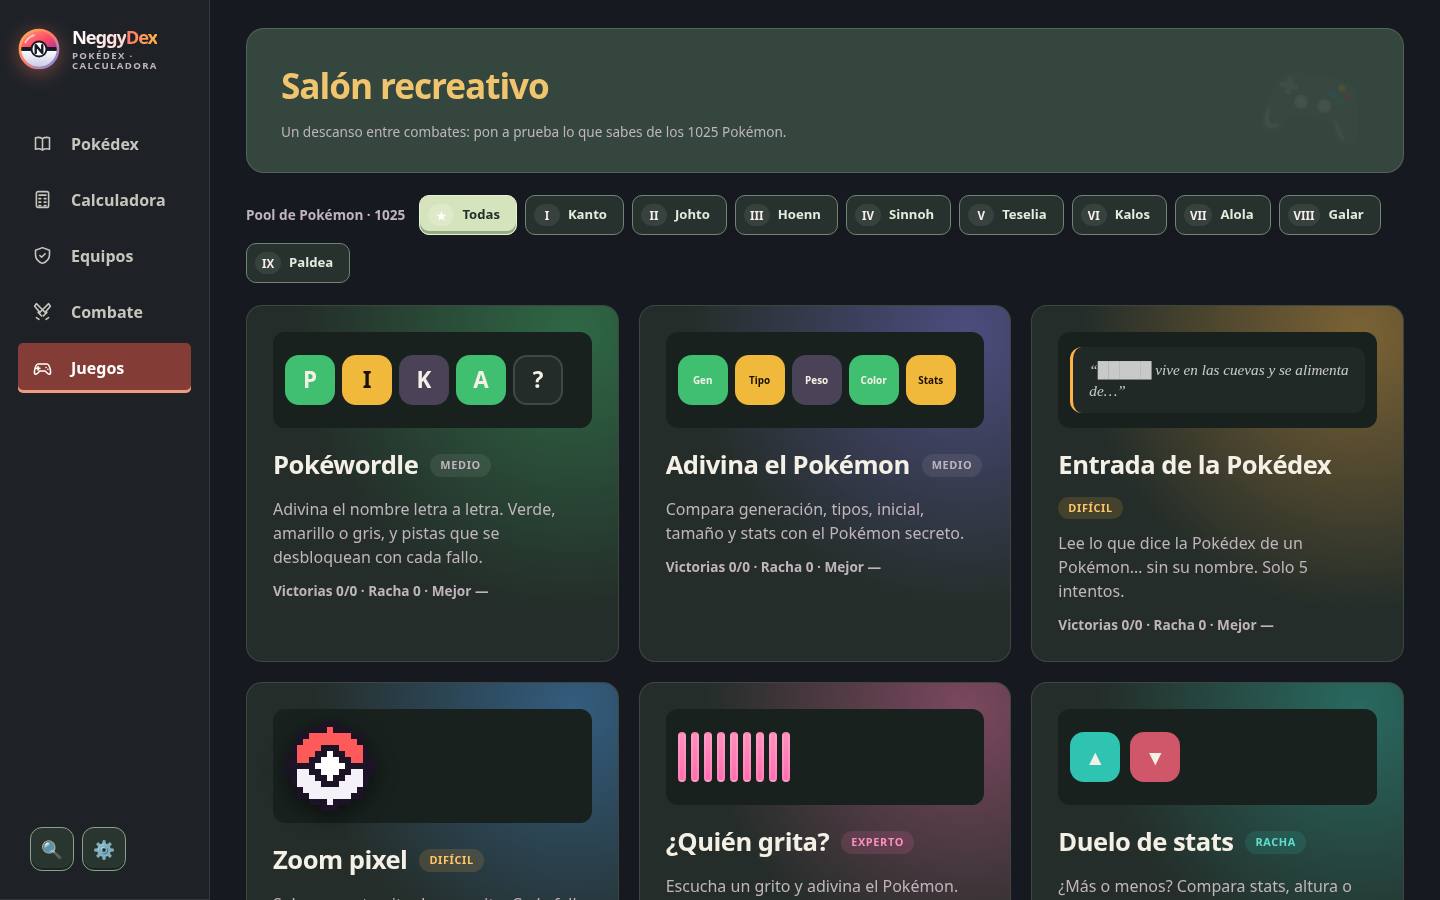 NeggyDex
POKÉDEX ·
CALCULADORA
Pokédex
Calculadora
Equipos
Combate
Juegos
Salón recreativo
Un descanso entre combates: pon a prueba lo que sabes de los 1025 Pokémon.
Pool de Pokémon · 1025
★ Todas
I Kanto
II Johto
III Hoenn
IV Sinnoh
V Teselia
VI Kalos
VII Alola
VIII Galar
IX Paldea
P I K A ?
Pokéwordle MEDIO
Adivina el nombre letra a letra. Verde,
amarillo o gris, y pistas que se
desbloquean con cada fallo.
Victorias 0/0 · Racha 0 · Mejor —
Gen Tipo Peso Color Stats
Adivina el Pokémon MEDIO
Compara generación, tipos, inicial,
tamaño y stats con el Pokémon secreto.
Victorias 0/0 · Racha 0 · Mejor —
“█████ vive en las cuevas y se alimenta
de…”
Entrada de la Pokédex
DIFÍCIL
Lee lo que dice la Pokédex de un
Pokémon... sin su nombre. Solo 5
intentos.
Victorias 0/0 · Racha 0 · Mejor —
Zoom pixel DIFÍCIL
¿Quién grita? EXPERTO
Escucha un grito y adivina el Pokémon.
▲ ▼
Duelo de stats RACHA
¿Más o menos? Compara stats, altura o